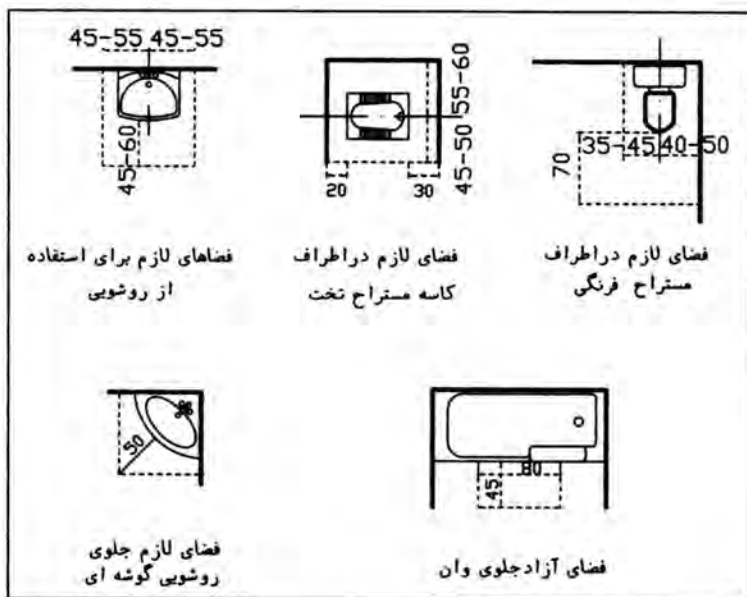 45-55 45-55
45-60
فضاهای لازم برای استفاده
از روشویی
55-60
45-50
20
30
فضای لازم دراطراف
کاسه مستراح تخت
35-45
40-50
70
فضای لازم دراطراف
مستراح فرنگی
50
فضای لازم جلوی
روشویی گوشه ای
80
45
فضای آزادجلوی وان